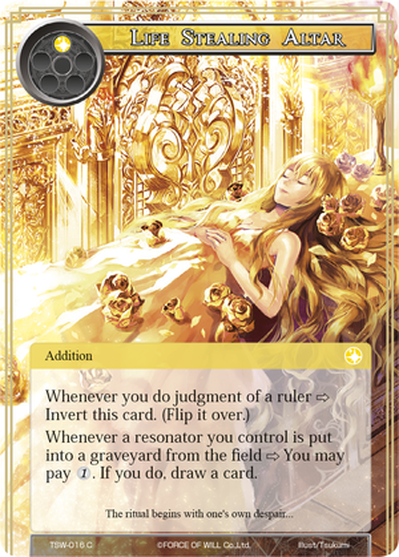 LIFE STEALING ALTAR
Addition
Whenever you do judgment of a ruler ⇨
Invert this card. (Flip it over.)
Whenever a resonator you control is put
into a graveyard from the field ⇨ You may
pay 1. If you do, draw a card.
The ritual begins with one's own despair...
TSW-016 C ©FORCE OF WILL Co.,Ltd. Illust/Tsukumi